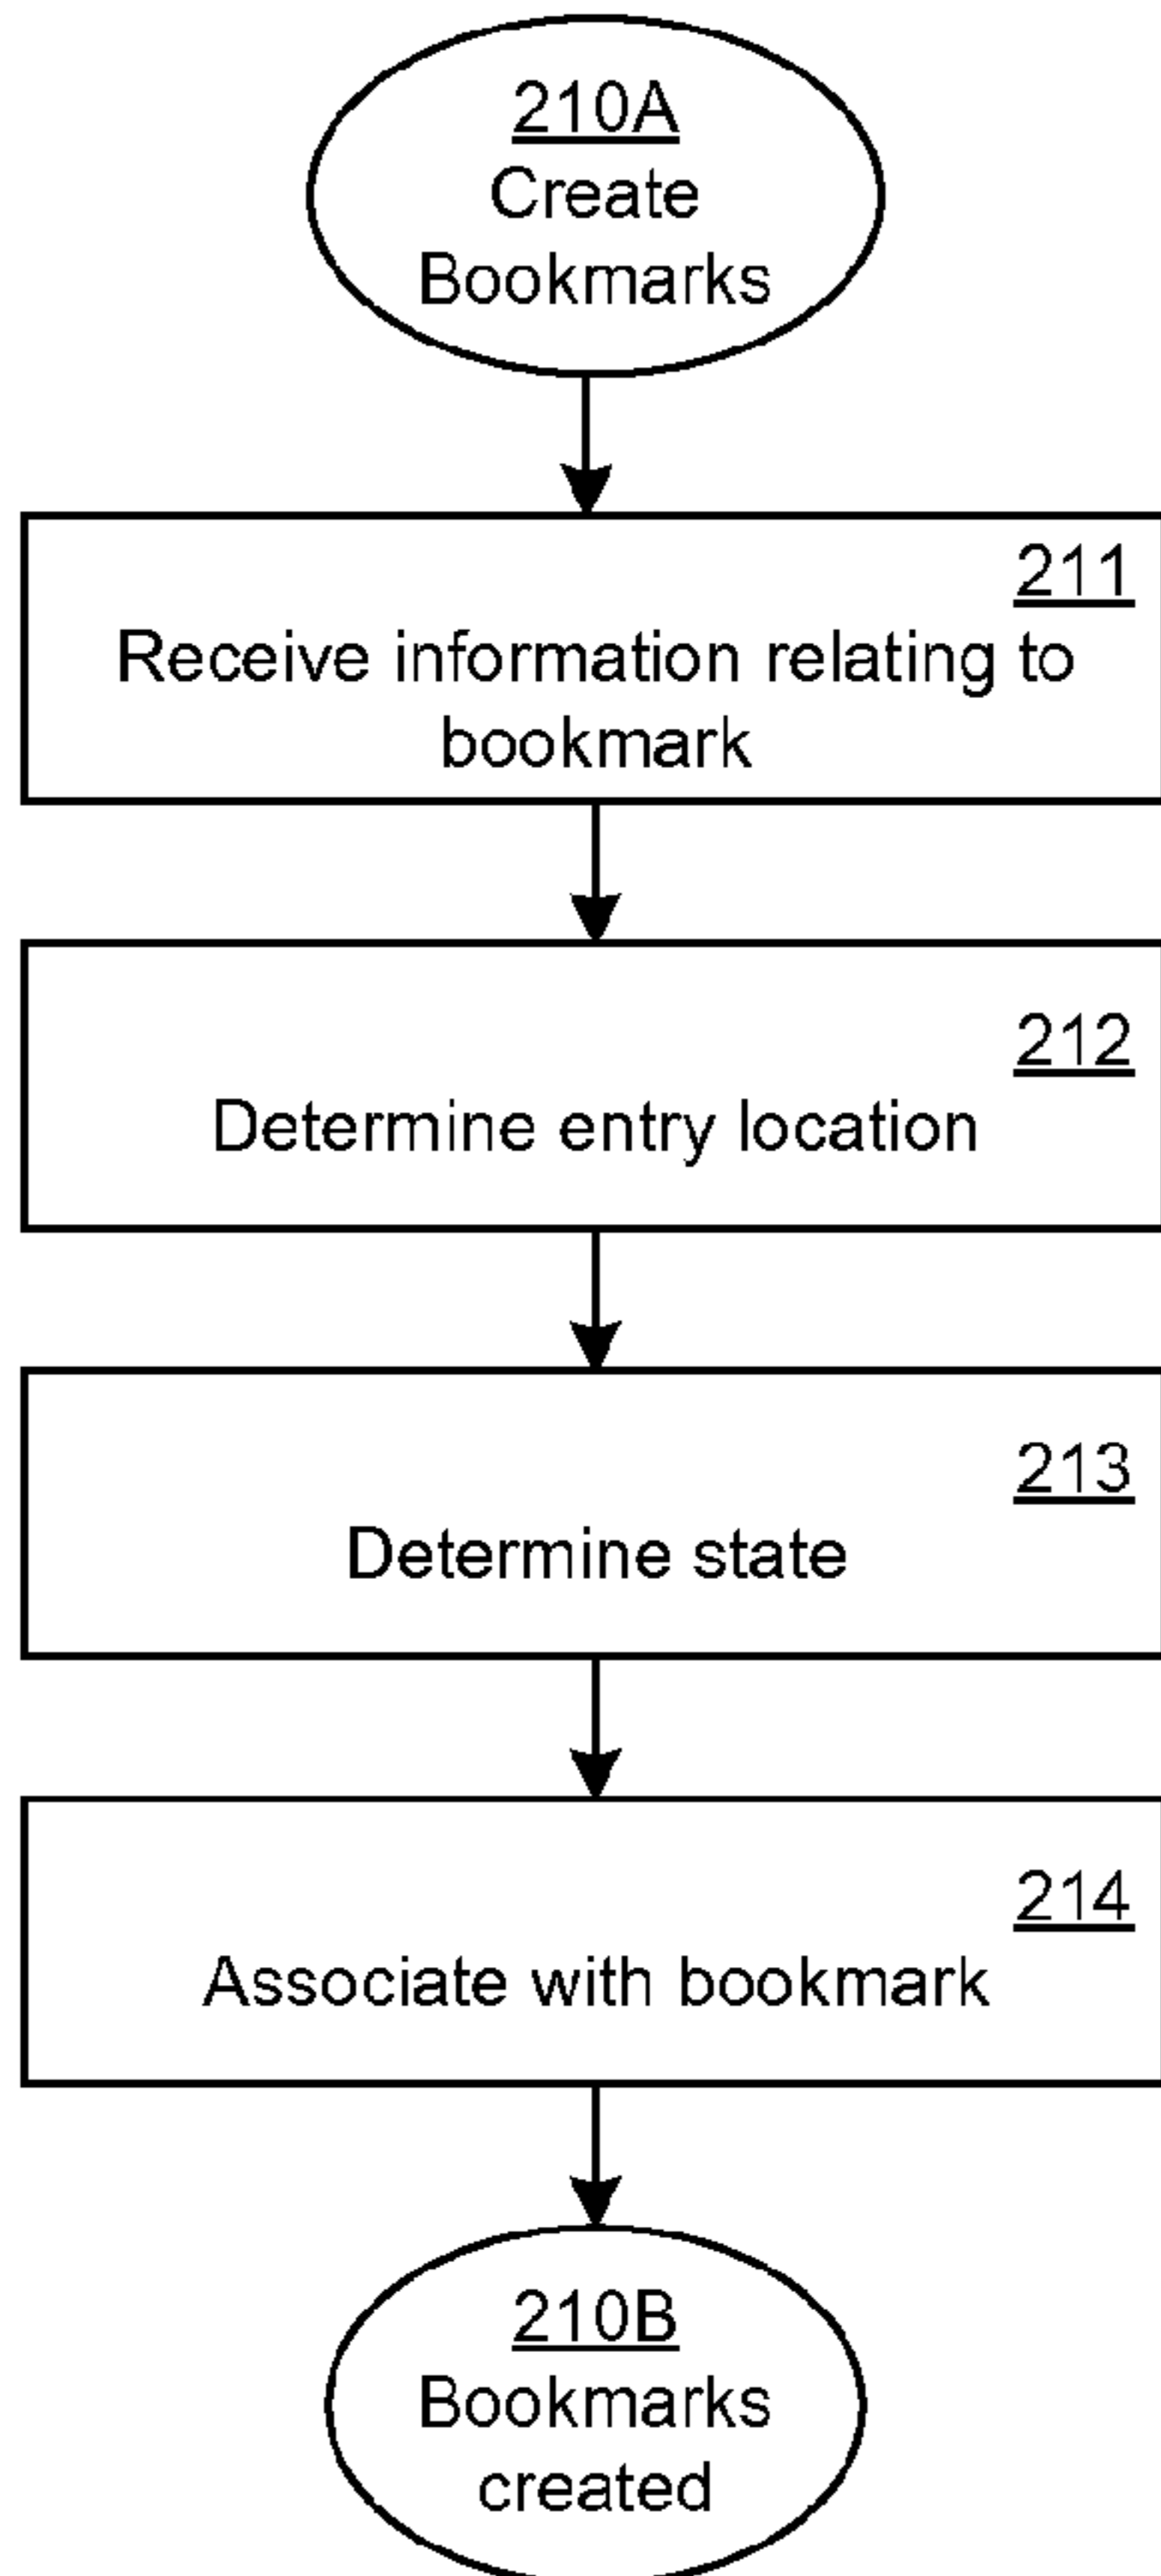 210A
Create
Bookmarks
211
Receive information relating to
bookmark
212
Determine entry location
213
Determine state
214
Associate with bookmark
210B
Bookmarks
created